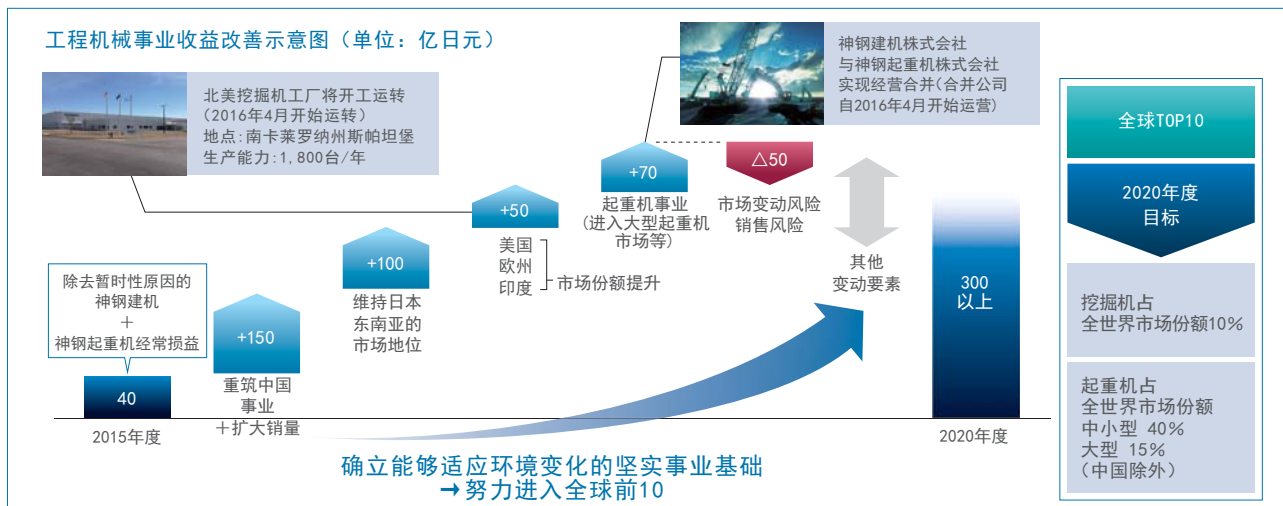 工程机械事业收益改善示意图（单位：亿日元）
北美挖掘机工厂将开工运转
(2016年4月开始运转)
地点:南卡莱罗纳州斯帕坦堡
生产能力:1,800台/年
神钢建机株式会社
与神钢起重机株式会社
实现经营合并(合并公司
自2016年4月开始运营)
除去暂时性原因的
神钢建机
＋
神钢起重机经常损益
40
2015年度
+150
重筑中国
事业
＋扩大销量
+100
维持日本
东南亚的
市场地位
+50
美国
欧州
印度
市场份额提升
+70
起重机事业
(进入大型起重机
市场等)
△50
市场变动风险
销售风险
其他
变动要素
300
以上
2020年度
确立能够适应环境变化的坚实事业基础
→努力进入全球前10
全球TOP10
2020年度
目标
挖掘机占
全世界市场份额10%
起重机占
全世界市场份额
中小型 40%
大型 15%
（中国除外）